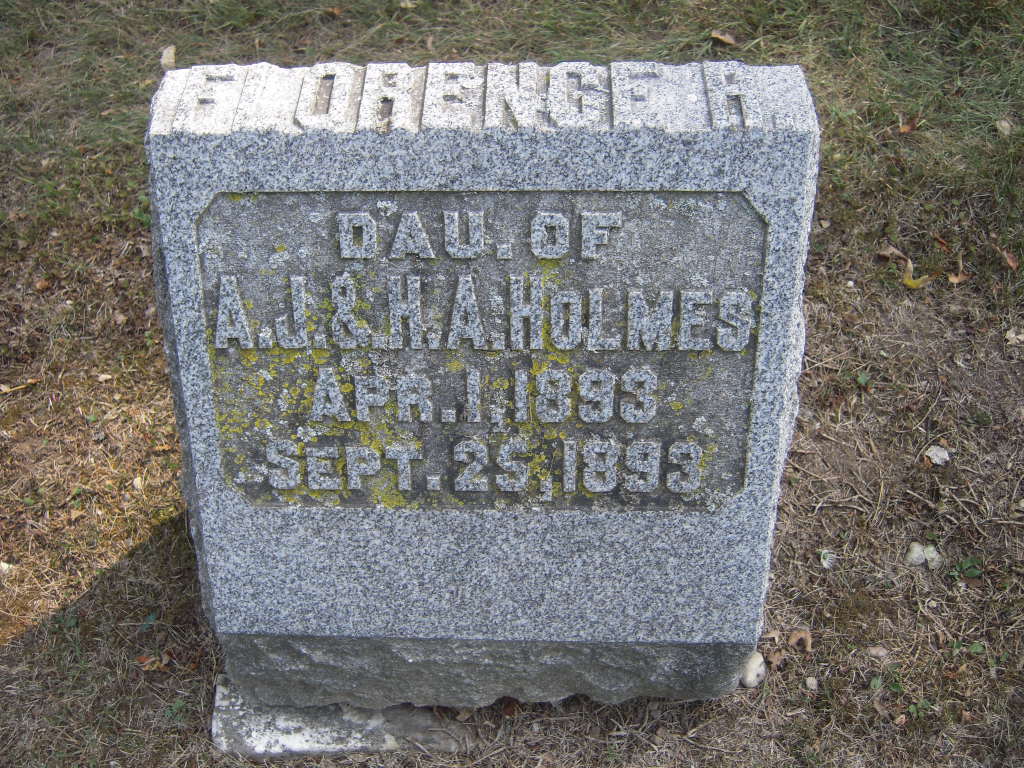 FLORENCE R.
DAU. OF
A. J. & H. A. HOLMES
APR. 1, 1893
SEPT. 25, 1893